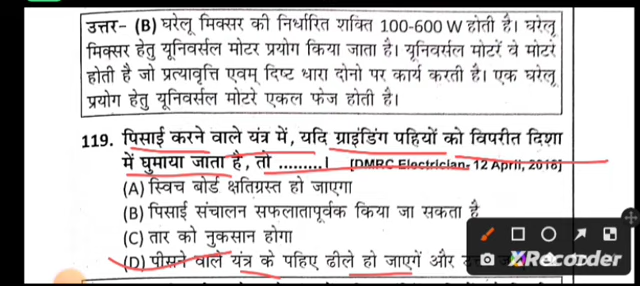 उत्तर– (B) घरेलू मिक्सर की निर्धारित शक्ति 100-600 W होती है। घरेलू
मिक्सर हेतु यूनिवर्सल मोटर प्रयोग किया जाता है। यूनिवर्सल मोटरें वे मोटरे
होती है जो प्रत्यावृत्ति एवम् दिष्ट धारा दोनो पर कार्य करती है। एक घरेलू
प्रयोग हेतु यूनिवर्सल मोटरे एकल फेज होती है।
119. पिसाई करने वाले यंत्र में, यदि ग्राइंडिंग पहियों को विपरीत दिशा
में घुमाया जाता है, तो .........। [DMRC Electrician- 12 April, 2018]
(A) स्विच बोर्ड क्षतिग्रस्त हो जाएगा
(B) पिसाई संचालन सफलातापूर्वक किया जा सकता है
(C) तार को नुकसान होगा
(D) पीसने वाले यंत्र के पहिए ढीले हो जाएगें और
XRecorder